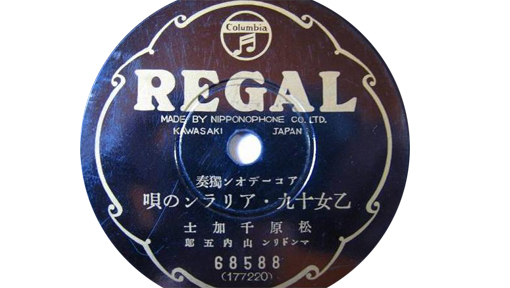 Columbia
REGAL
MADE BY NIPPONOPHONE CO. LTD.
KAWASAKI JAPAN
アコーデオン獨奏
乙女十九・アリランの唄
松原千加士
マンドリン 山内五郎
68588
(177220)